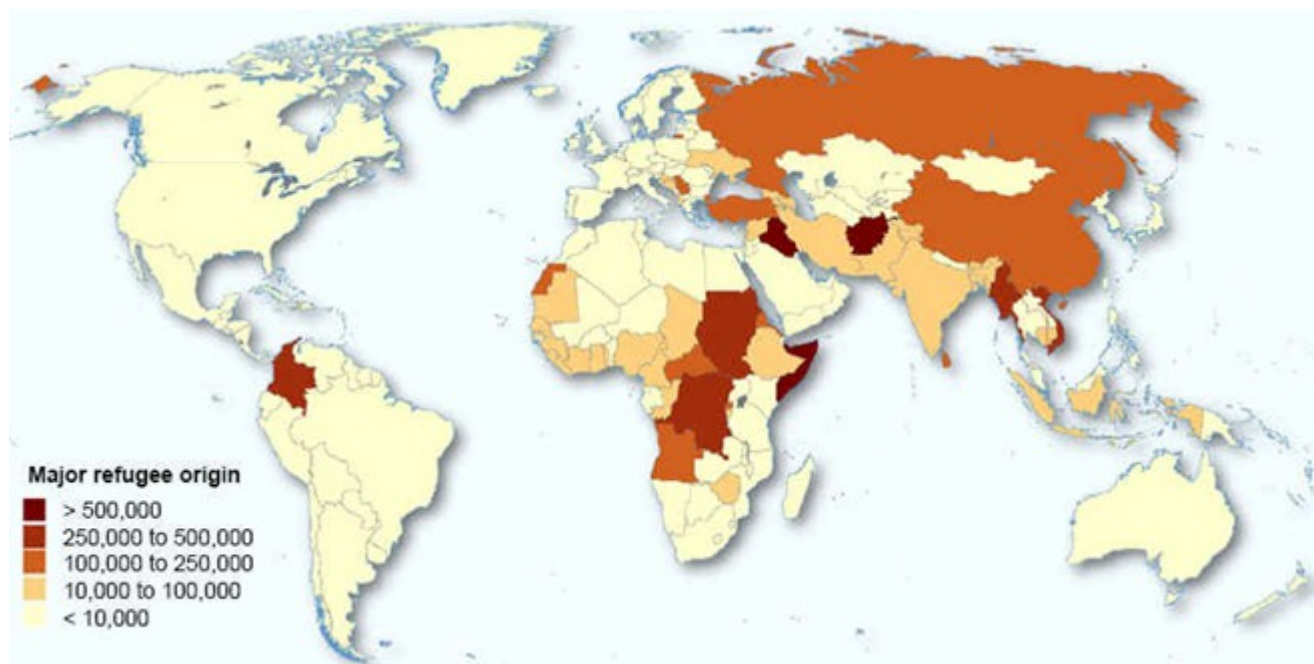 Major refugee origin
> 500,000
250,000 to 500,000
100,000 to 250,000
10,000 to 100,000
< 10,000